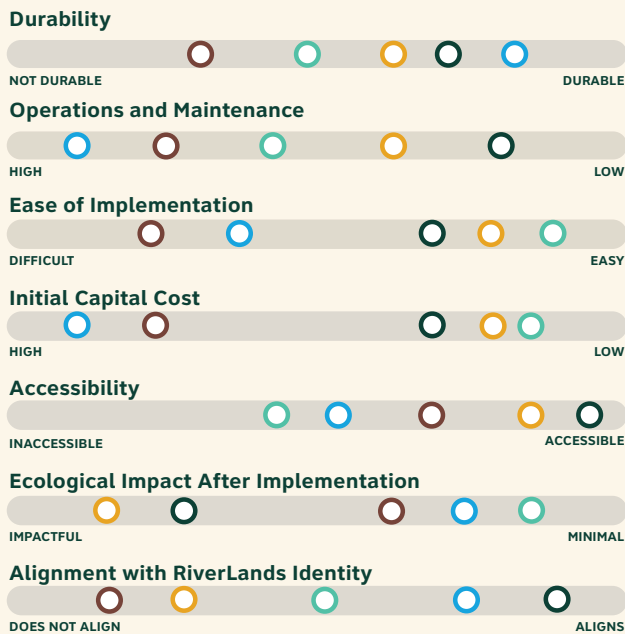 Durability
NOT DURABLE
DURABLE
Operations and Maintenance
HIGH
LOW
Ease of Implementation
DIFFICULT
EASY
Initial Capital Cost
HIGH
LOW
Accessibility
INACCESSIBLE
ACCESSIBLE
Ecological Impact After Implementation
IMPACTFUL
MINIMAL
Alignment with RiverLands Identity
DOES NOT ALIGN
ALIGNS